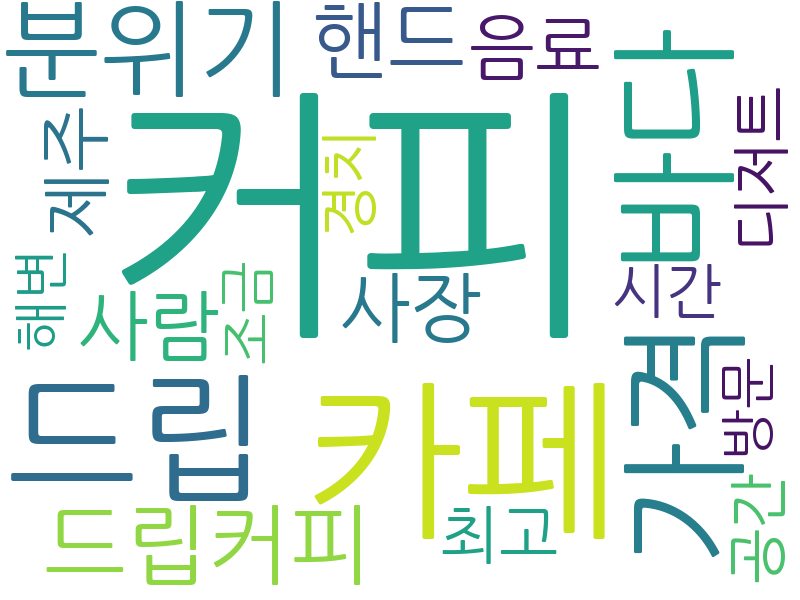 분위기
핸드
음료
바다
커피
제주
경치
디저트
해변
사람
조금
사장
시간
드립
카페
가격
방문
드립커피
최고
공간